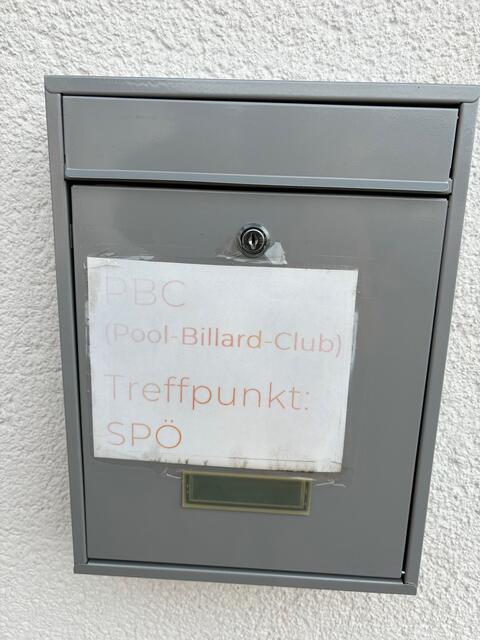 PBC
(Pool-Billard-Club)
Treffpunkt:
SPÖ